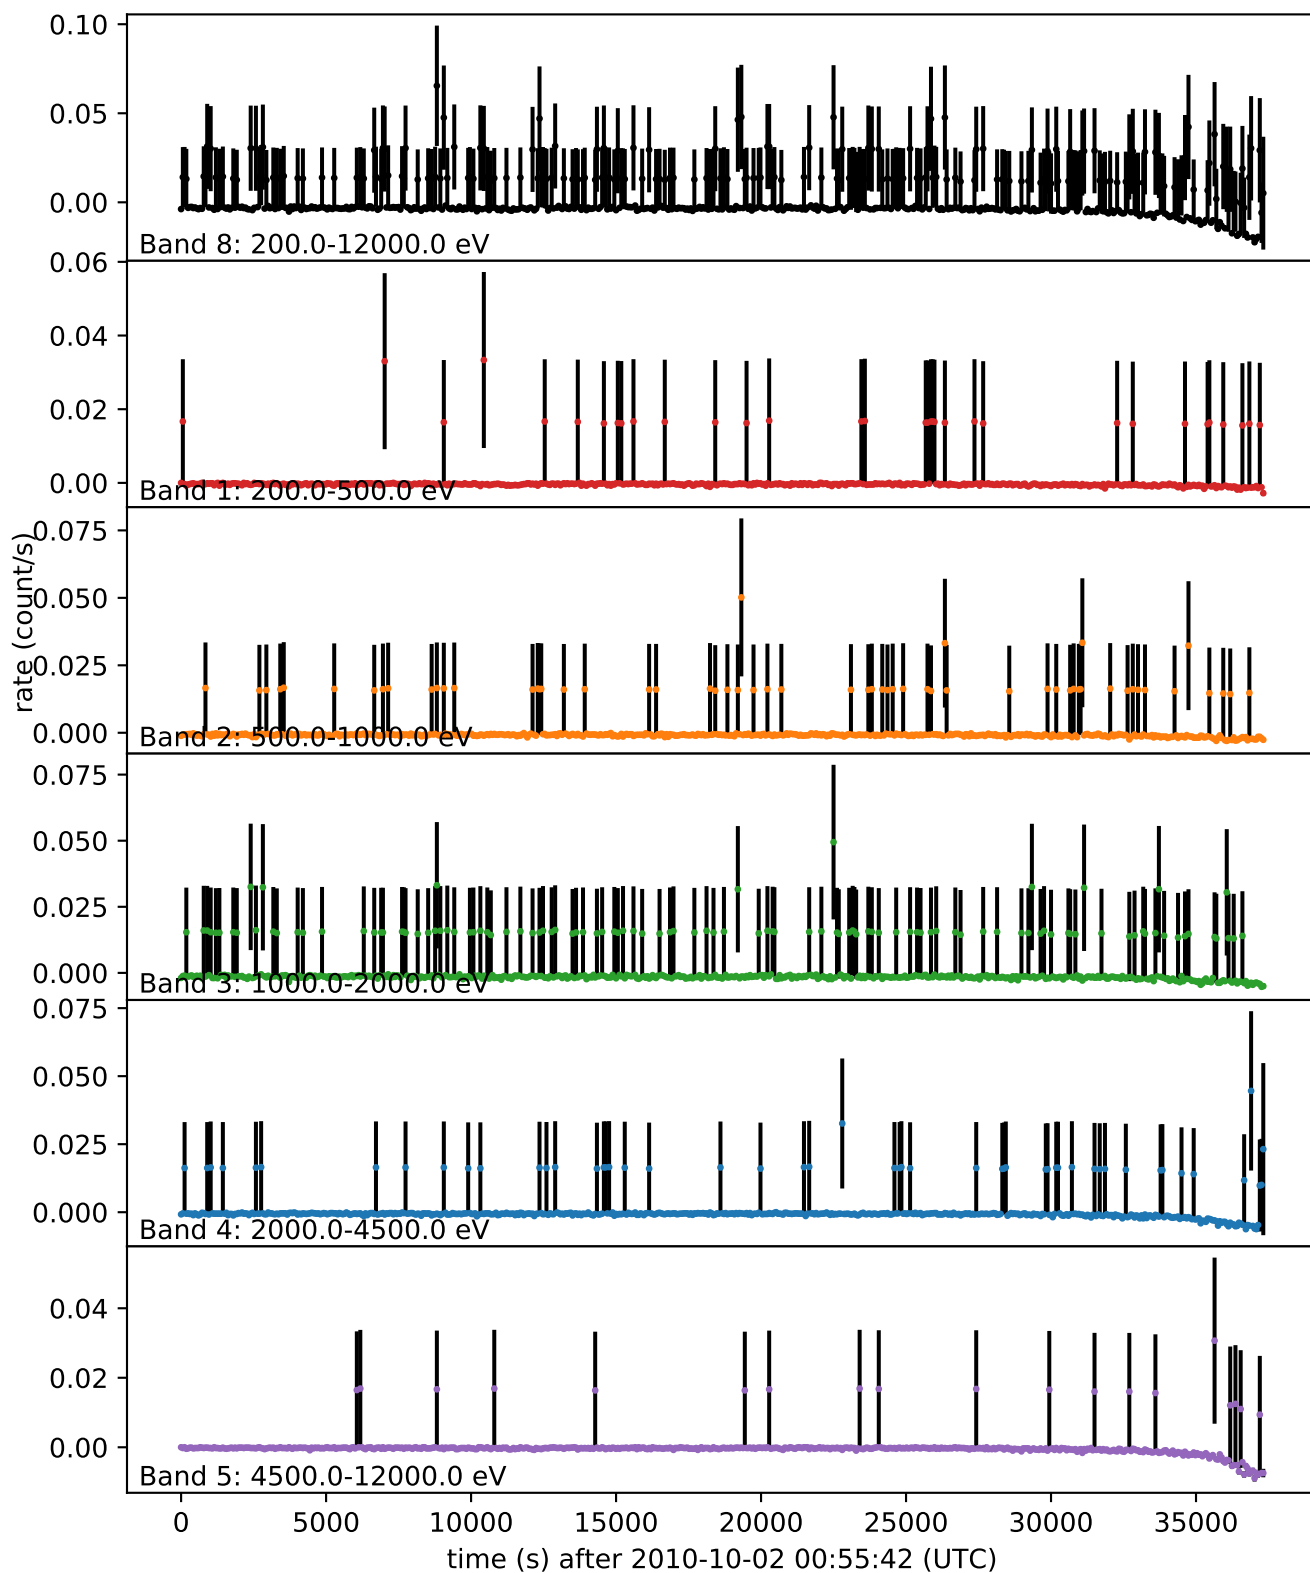 0.10
0.05
0.00
Band 8: 200.0-12000.0 eV
0.06
0.04
0.02
0.00
Band 1: 200.0-500.0 eV
rate (count/s)
0.075
0.050
0.025
0.000
Band 2: 500.0-1000.0 eV
0.075
0.050
0.025
0.000
Band 3: 1000.0-2000.0 eV
0.075
0.050
0.025
0.000
Band 4: 2000.0-4500.0 eV
0.04
0.02
0.00
Band 5: 4500.0-12000.0 eV
0 5000 10000 15000 20000 25000 30000 35000
time (s) after 2010-10-02 00:55:42 (UTC)